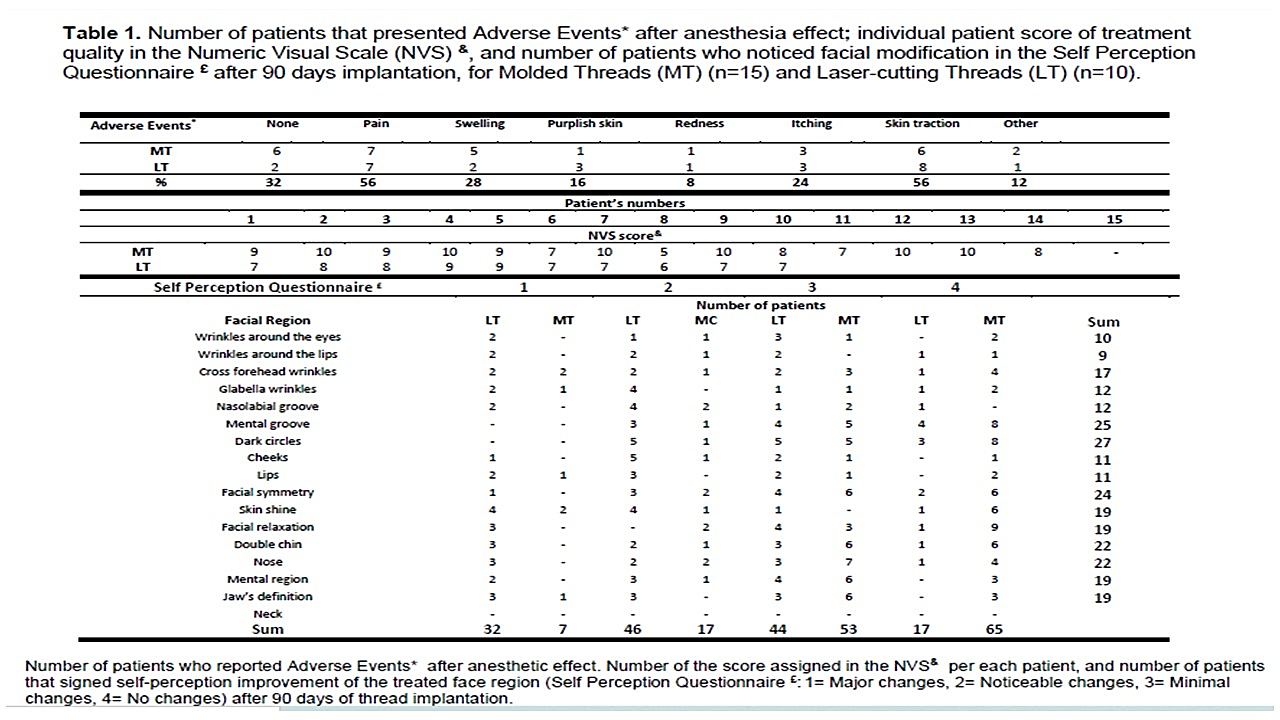 Table 1. Number of patients that presented Adverse Events* after anesthesia effect; individual patient score of treatment
quality in the Numeric Visual Scale (NVS) &, and number of patients who noticed facial modification in the Self Perception
Questionnaire £ after 90 days implantation, for Molded Threads (MT) (n=15) and Laser-cutting Threads (LT) (n=10).
Adverse Events* None Pain Swelling Purplish skin Redness Itching Skin traction Other
MT 6 7 5 1 1 3 6 2
LT 2 7 2 3 1 3 8 1
% 32 56 28 16 8 24 56 12
Patient's numbers
1 2 3 4 5 6 7 8 9 10 11 12 13 14 15
NVS score&
MT 9 10 9 10 9 7 10 5 10 8 7 10 10 8 -
LT 7 8 8 9 9 7 7 6 7 7
Self Perception Questionnaire £ 1 2 3 4
Number of patients
Facial Region LT MT LT MC LT MT LT MT Sum
Wrinkles around the eyes 2 - 1 1 3 1 - 2 10
Wrinkles around the lips 2 - 2 1 2 - 1 1 9
Cross forehead wrinkles 2 2 2 1 2 3 1 4 17
Glabella wrinkles 2 1 4 - 1 1 1 2 12
Nasolabial groove 2 - 4 2 1 2 1 - 12
Mental groove - - 3 1 4 5 4 8 25
Dark circles - - 5 1 5 5 3 8 27
Cheeks 1 - 5 1 2 1 - 1 11
Lips 2 1 3 - 2 1 - 2 11
Facial symmetry 1 - 3 2 4 6 2 6 24
Skin shine 4 2 4 1 1 - 1 6 19
Facial relaxation 3 - - 2 4 3 1 9 19
Double chin 3 - 2 1 3 6 1 6 22
Nose 3 - 2 2 3 7 1 4 22
Mental region 2 - 3 1 4 6 - 3 19
Jaw's definition 3 1 3 - 3 6 - 3 19
Neck - - - - - - - -
Sum 32 7 46 17 44 53 17 65
Number of patients who reported Adverse Events* after anesthetic effect. Number of the score assigned in the NVS& per each patient, and number of patients
that signed self-perception improvement of the treated face region (Self Perception Questionnaire £: 1= Major changes, 2= Noticeable changes, 3= Minimal
changes, 4= No changes) after 90 days of thread implantation.